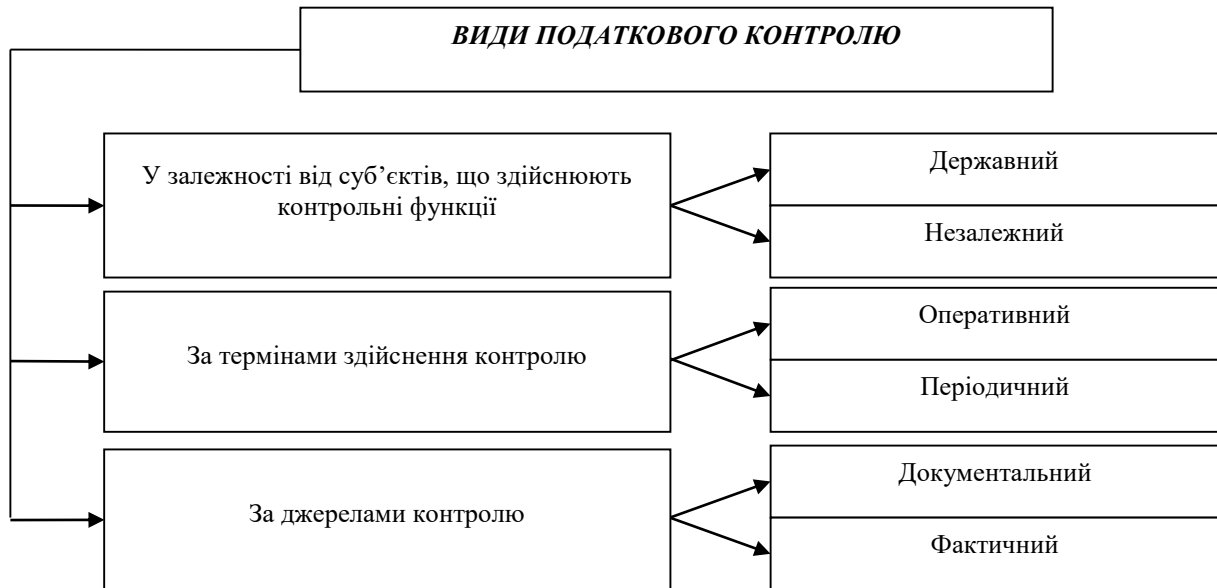 ВИДИ ПОДАТКОВОГО КОНТРОЛЮ
У залежності від суб’єктів, що здійснюють
контрольні функції
Державний
Незалежний
За термінами здійснення контролю
Оперативний
Періодичний
За джерелами контролю
Документальний
Фактичний